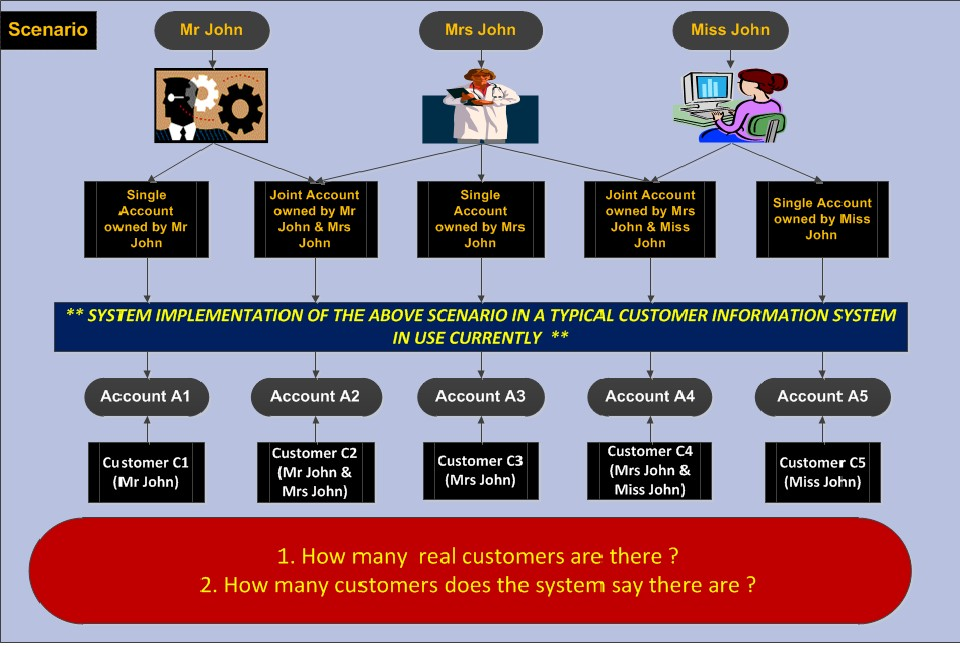 Scenario
Mr John
Mrs John
Miss John
Single
Account
owned by Mr
John
Joint Account
owned by Mr
John & Mrs
John
Single
Account
owned by Mrs
John
Joint Account
owned by Mrs
John & Miss
John
Single Account
owned by Miss
John
** SYSTEM IMPLEMENTATION OF THE ABOVE SCENARIO IN A TYPICAL CUSTOMER INFORMATION SYSTEM
IN USE CURRENTLY **
Account A1
Account A2
Account A3
Account A4
Account A5
Customer C1
(Mr John)
Customer C2
(Mr John &
Mrs John)
Customer C3
(Mrs John)
Customer C4
(Mrs John &
Miss John)
Customer C5
(Miss John)
1. How many real customers are there ?
2. How many customers does the system say there are ?